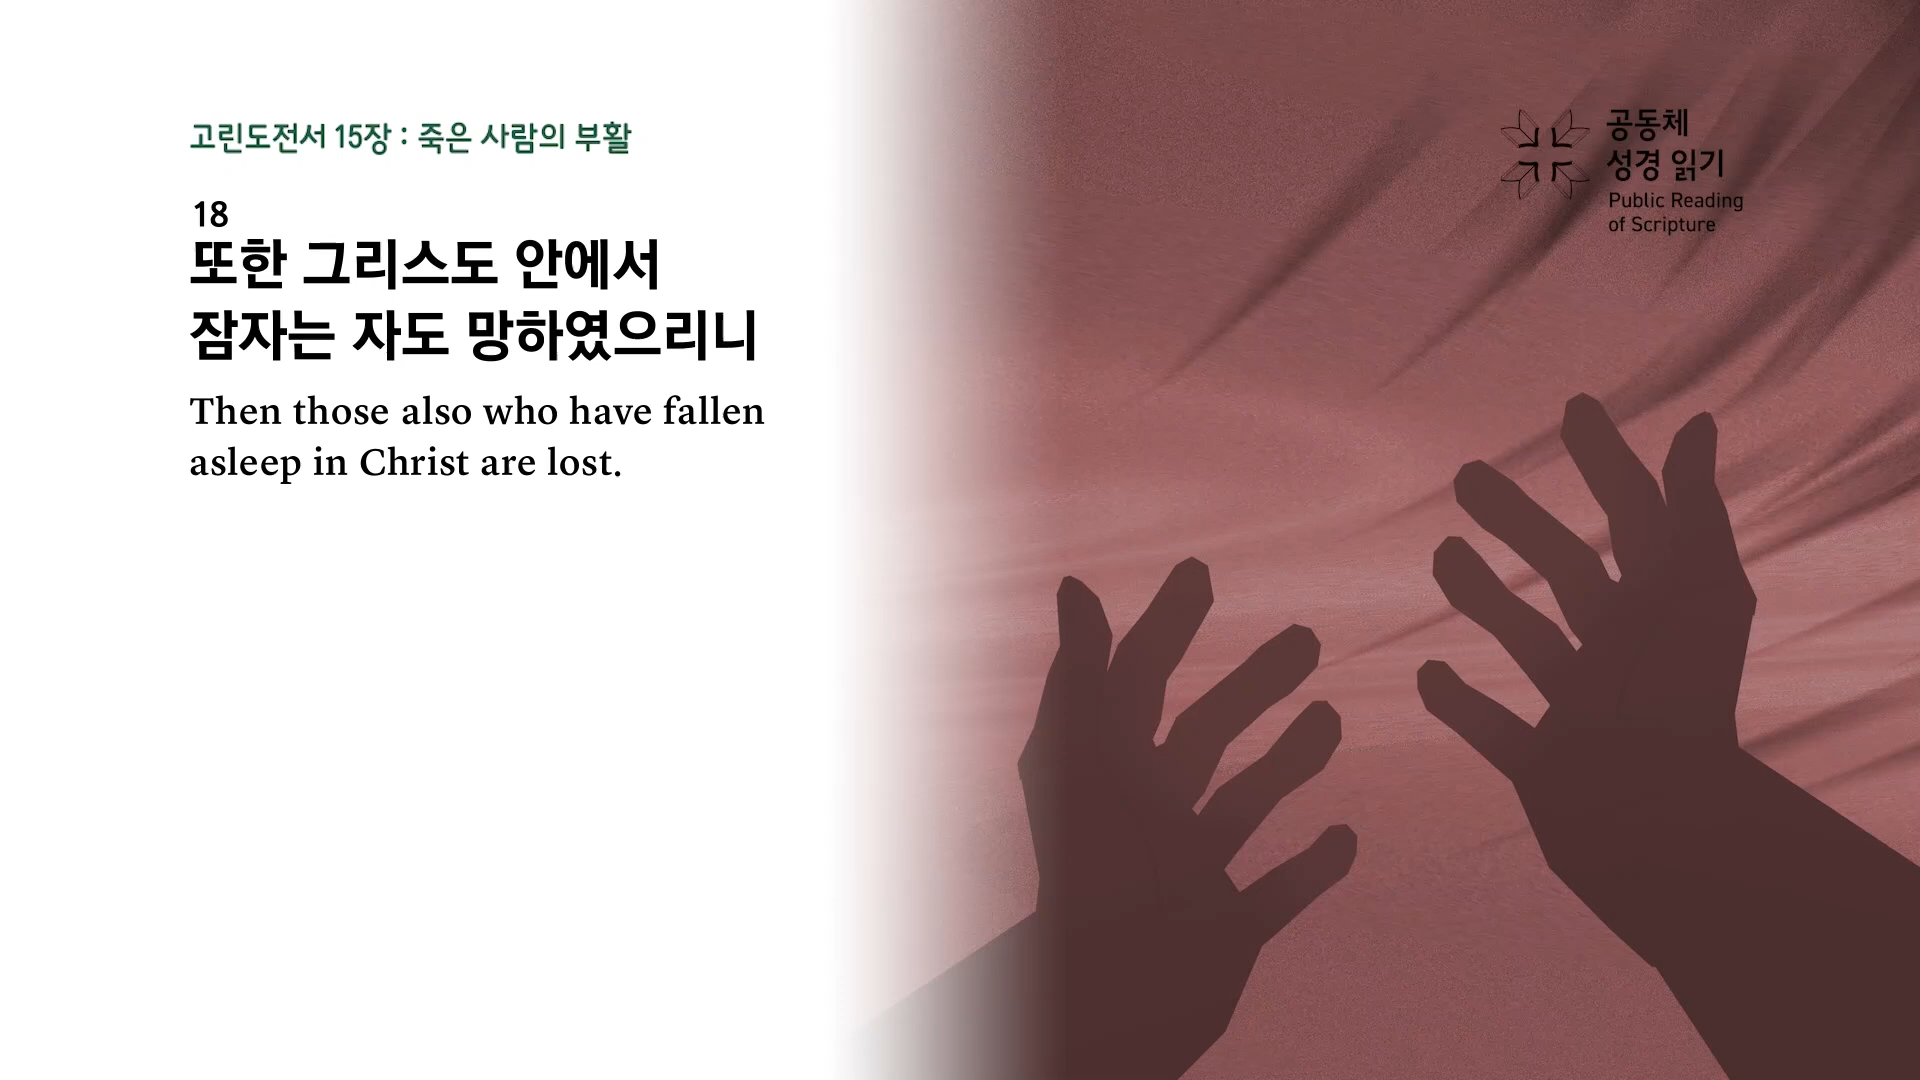 고린도전서 15장 : 죽은 사람의 부활
18
또한 그리스도 안에서
잠자는 자도 망하였으리니
Then those also who have fallen
asleep in Christ are lost.
공동체
성경 읽기
Public Reading
of Scripture